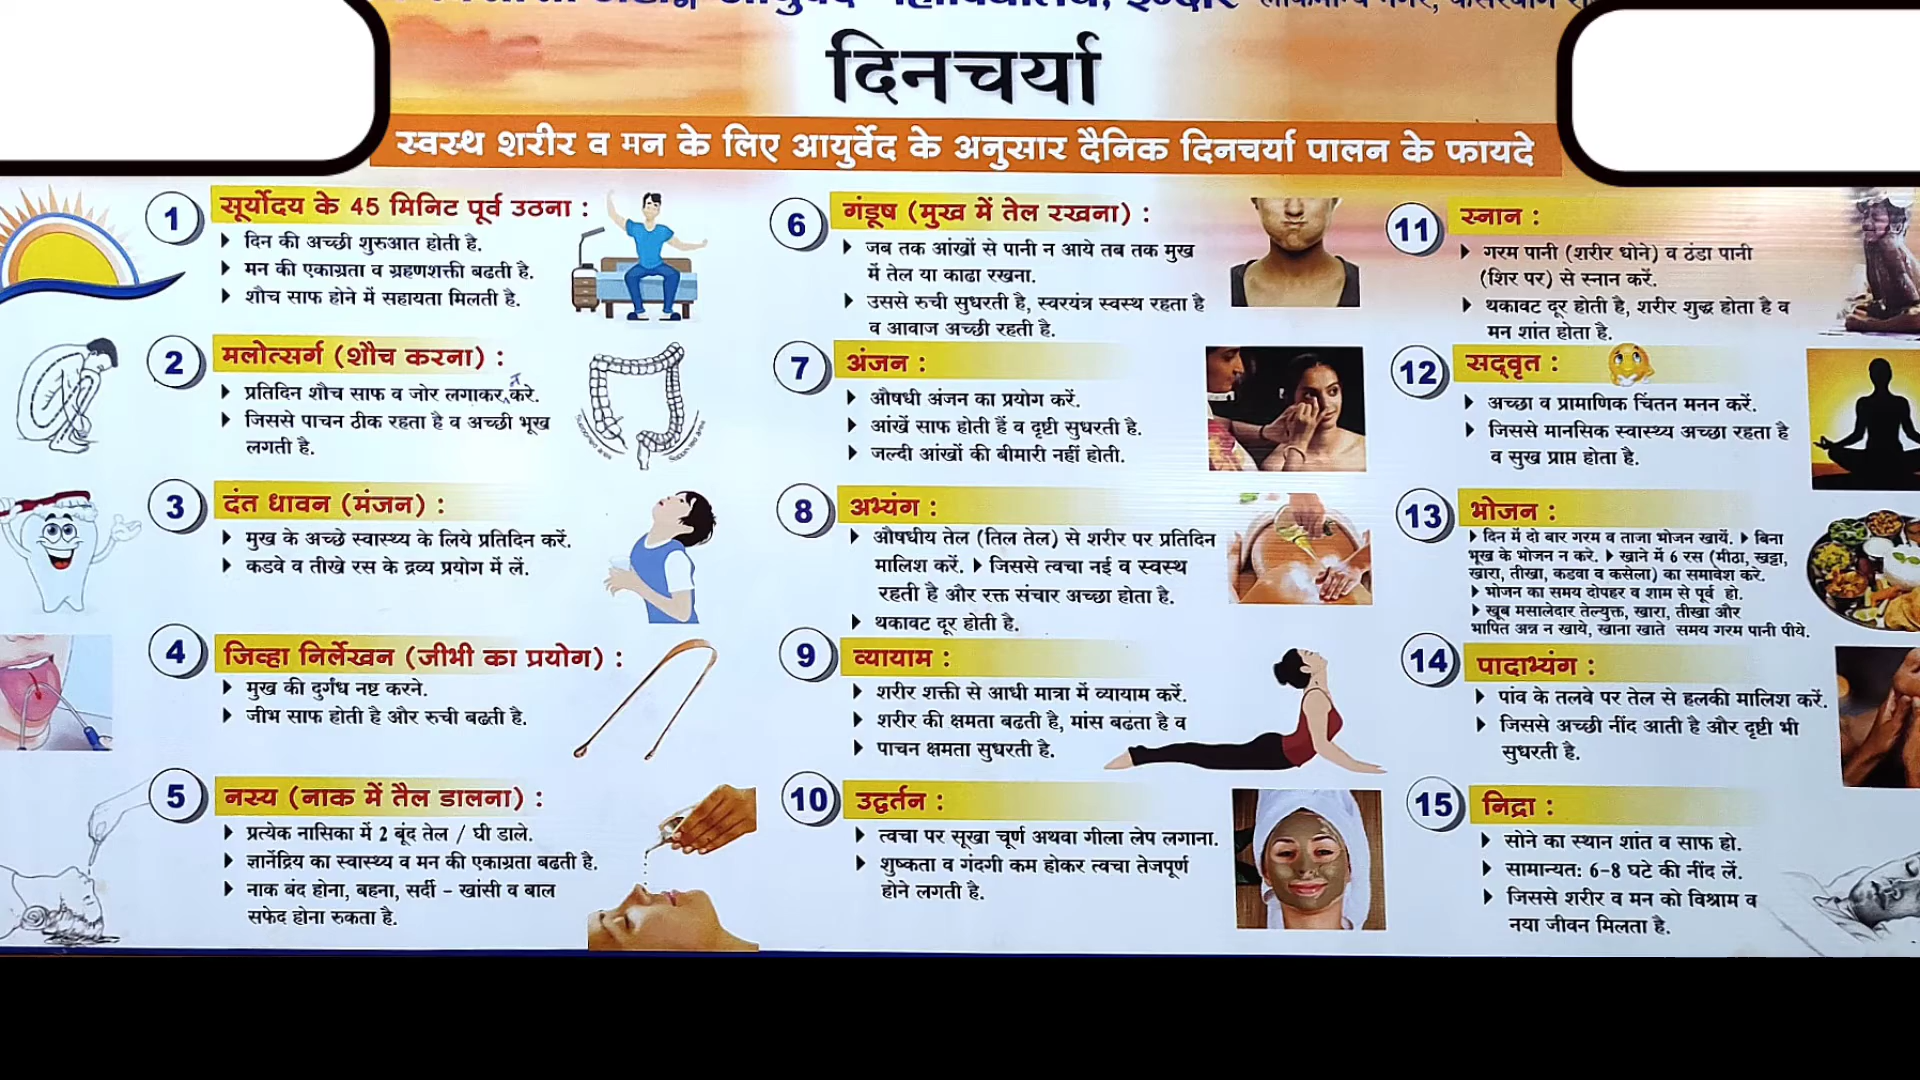 आयुर्वेद महाविद्यालय, इन्दौर लोकमान्य नगर, केसरबाग
दिनचर्या
स्वस्थ शरीर व मन के लिए आयुर्वेद के अनुसार दैनिक दिनचर्या पालन के फायदे
1 सूर्योदय के 45 मिनिट पूर्व उठना :
दिन की अच्छी शुरुआत होती है.
मन की एकाग्रता व ग्रहणशक्ती बढती है.
शौच साफ होने में सहायता मिलती है.
2 मलोत्सर्ग (शौच करना) :
प्रतिदिन शौच साफ व जोर लगाकर न करे.
जिससे पाचन ठीक रहता है व अच्छी भूख
लगती है.
3 दंत धावन (मंजन) :
मुख के अच्छे स्वास्थ्य के लिये प्रतिदिन करें.
कडवे व तीखे रस के द्रव्य प्रयोग में लें.
4 जिव्हा निर्लेखन (जीभी का प्रयोग) :
मुख की दुर्गंध नष्ट करने.
जीभ साफ होती है और रुची बढती है.
5 नस्य (नाक में तैल डालना) :
प्रत्येक नासिका में 2 बूंद तेल / घी डाले.
ज्ञानेंद्रिय का स्वास्थ्य व मन की एकाग्रता बढती है.
नाक बंद होना, बहना, सर्दी - खांसी व बाल
सफेद होना रुकता है.
6 गंडूष (मुख में तेल रखना) :
जब तक आंखों से पानी न आये तब तक मुख
में तेल या काढा रखना.
उससे रुची सुधरती है, स्वरयंत्र स्वस्थ रहता है
व आवाज अच्छी रहती है.
7 अंजन :
औषधी अंजन का प्रयोग करें.
आंखें साफ होती हैं व दृष्टी सुधरती है.
जल्दी आंखों की बीमारी नहीं होती.
8 अभ्यंग :
औषधीय तेल (तिल तेल) से शरीर पर प्रतिदिन
मालिश करें. जिससे त्वचा नई व स्वस्थ
रहती है और रक्त संचार अच्छा होता है.
थकावट दूर होती है.
9 व्यायाम :
शरीर शक्ती से आधी मात्रा में व्यायाम करें.
शरीर की क्षमता बढती है, मांस बढता है व
पाचन क्षमता सुधरती है.
10 उद्वर्तन :
त्वचा पर सूखा चूर्ण अथवा गीला लेप लगाना.
शुष्कता व गंदगी कम होकर त्वचा तेजपूर्ण
होने लगती है.
11 स्नान :
गरम पानी (शरीर धोने) व ठंडा पानी
(शिर पर) से स्नान करें.
थकावट दूर होती है, शरीर शुद्ध होता है व
मन शांत होता है.
12 सद्‌वृत :
अच्छा व प्रामाणिक चिंतन मनन करें.
जिससे मानसिक स्वास्थ्य अच्छा रहता है
व सुख प्राप्त होता है.
13 भोजन :
दिन में दो बार गरम व ताजा भोजन खायें. बिना
भूख के भोजन न करे. खाने में 6 रस (मीठा, खट्टा,
खारा, तीखा, कडवा व कसेला) का समावेश करे.
भोजन का समय दोपहर व शाम से पूर्व हो.
खूब मसालेदार तेल्युक्त, खारा, तीखा और
भापित अन्न न खाये, खाना खाते समय गरम पानी पीये.
14 पादाभ्यंग :
पांव के तलवे पर तेल से हलकी मालिश करें.
जिससे अच्छी नींद आती है और दृष्टी भी
सुधरती है.
15 निद्रा :
सोने का स्थान शांत व साफ हो.
सामान्यत: 6-8 घटे की नींद लें.
जिससे शरीर व मन को विश्राम व
नया जीवन मिलता है.